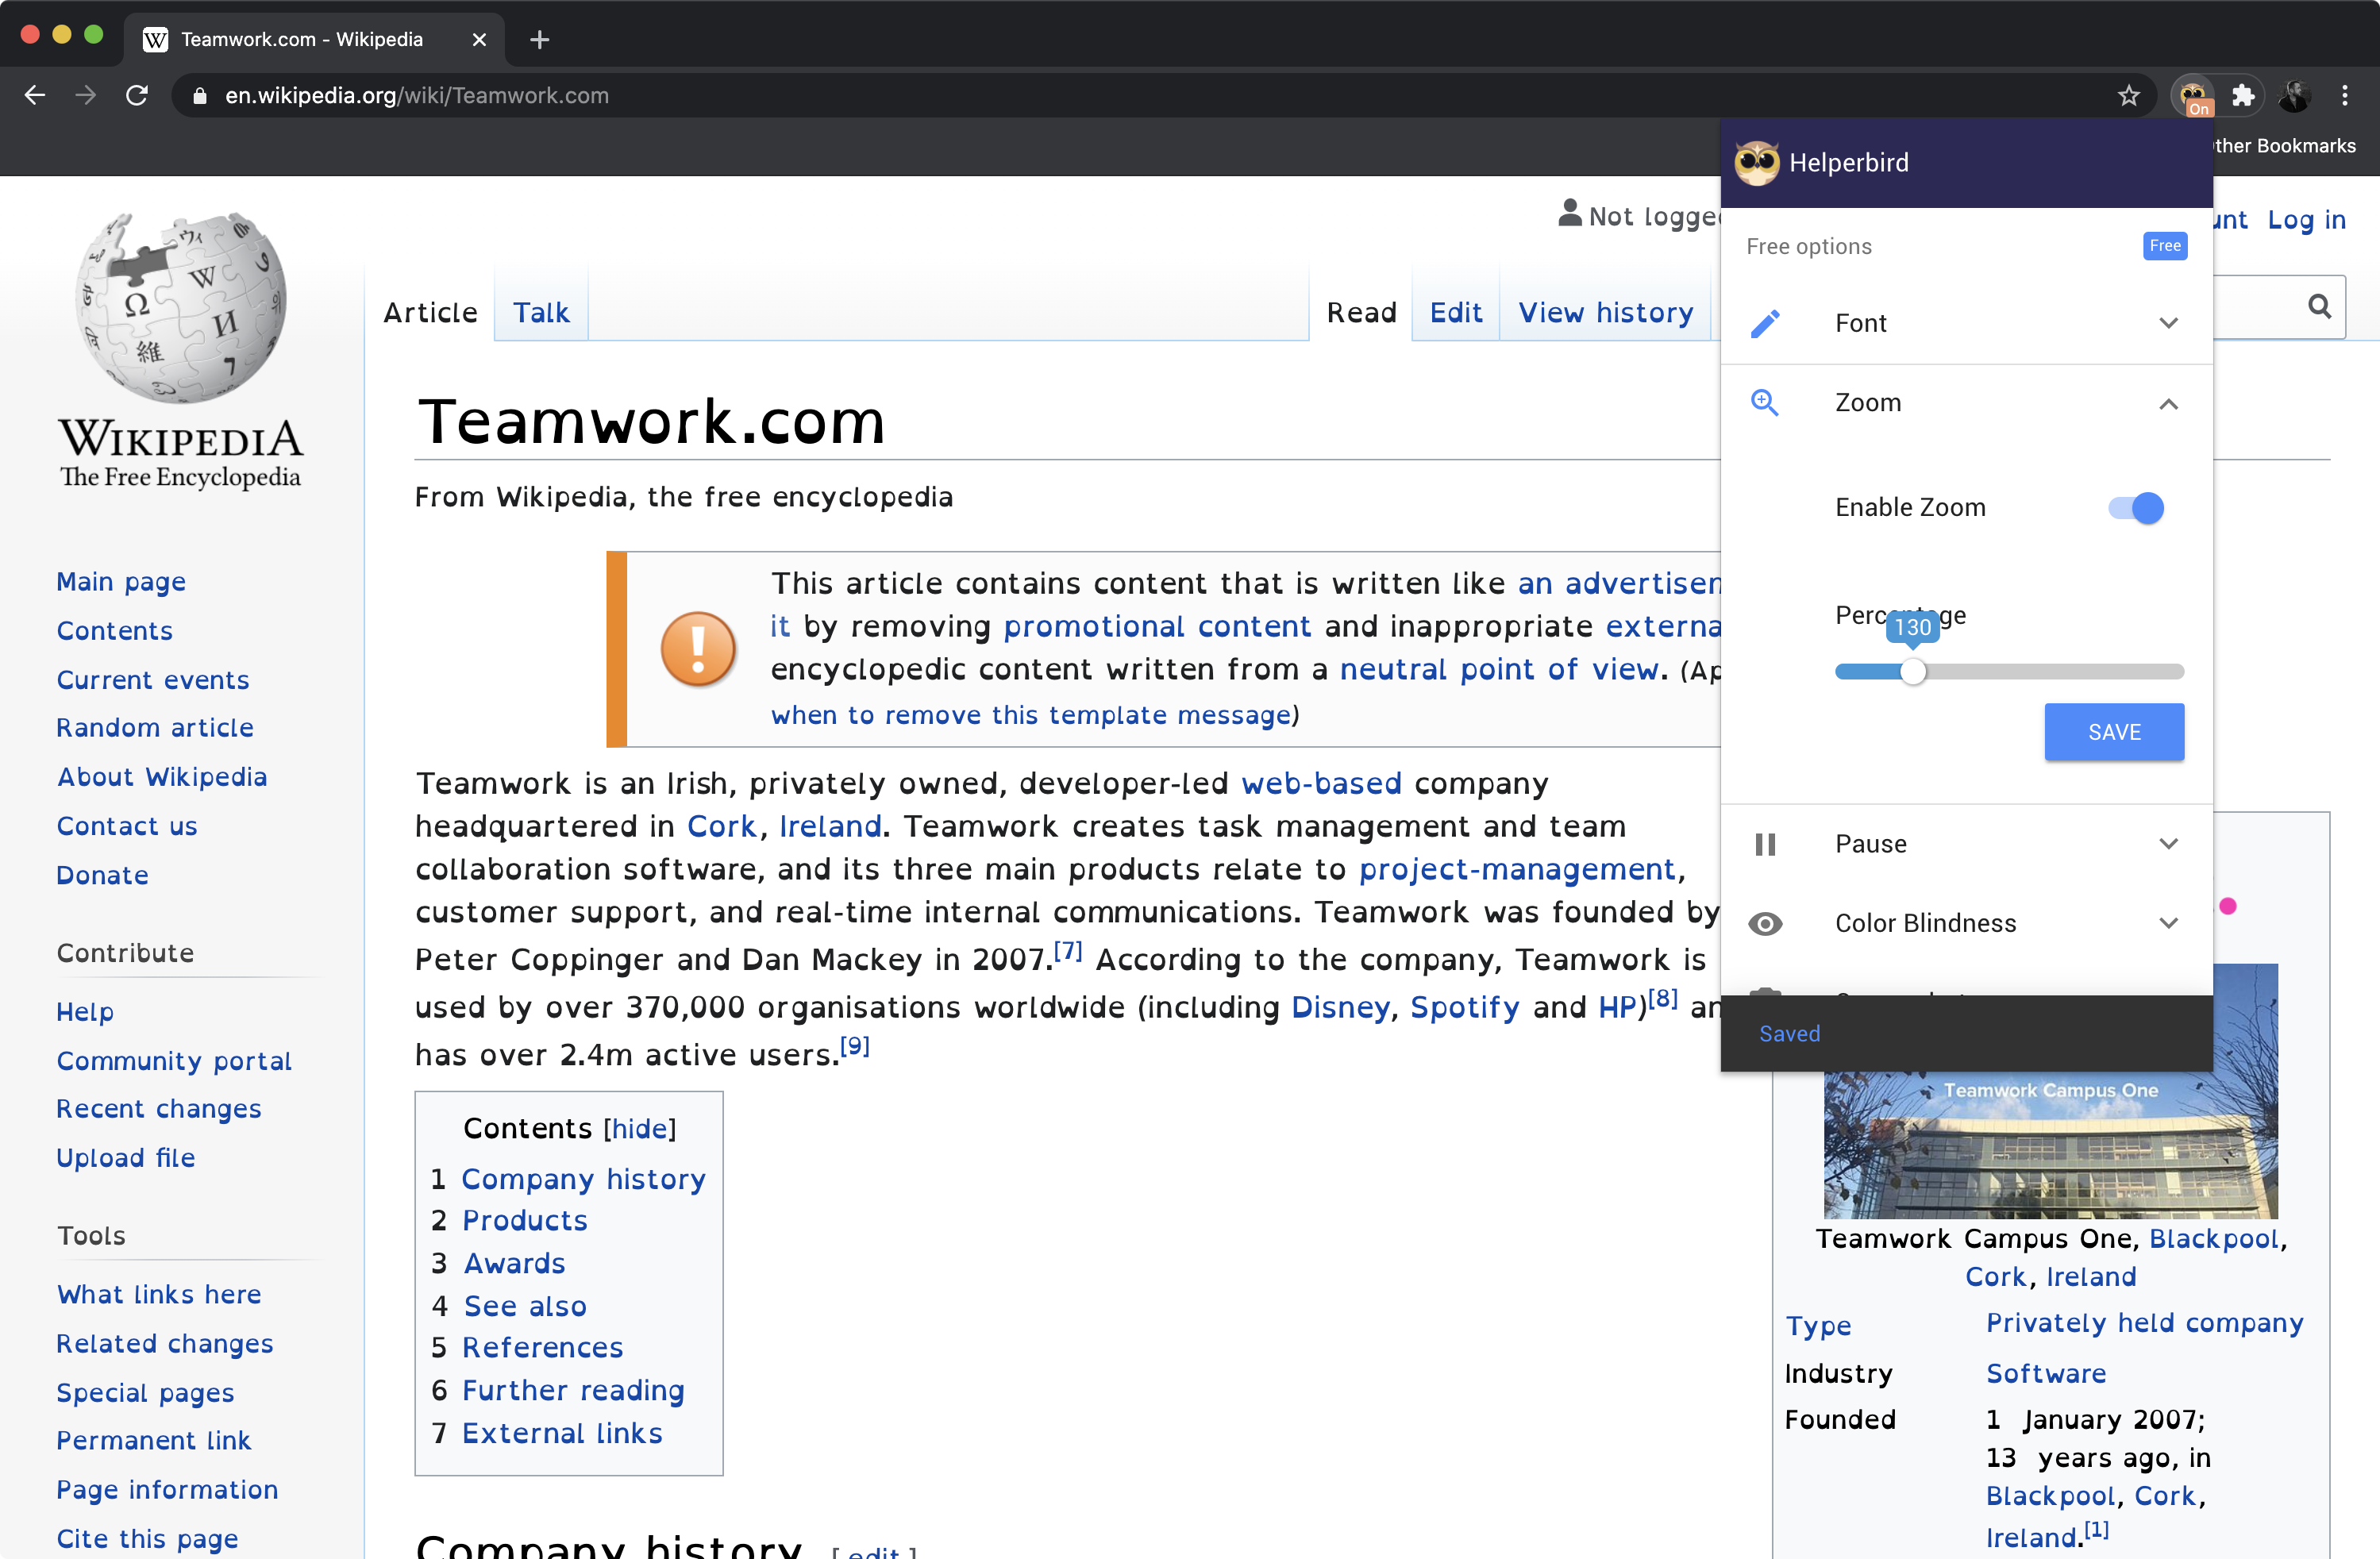 Teamwork.com - Wikipedia
en.wikipedia.org/wiki/Teamwork.com
On
ther Bookmarks
WIKIPEDIA
The Free Encyclopedia
Main page
Contents
Current events
Random article
About Wikipedia
Contact us
Donate
Contribute
Help
Community portal
Recent changes
Upload file
Tools
What links here
Related changes
Special pages
Permanent link
Page information
Cite this page
Not logge
unt Log in
Article Talk Read Edit View history
Teamwork.com
From Wikipedia, the free encyclopedia
This article contains content that is written like an advertisen
it by removing promotional content and inappropriate externa
encyclopedic content written from a neutral point of view. (Ap
when to remove this template message)
Teamwork is an Irish, privately owned, developer-led web-based company
headquartered in Cork, Ireland. Teamwork creates task management and team
collaboration software, and its three main products relate to project-management,
customer support, and real-time internal communications. Teamwork was founded by
Peter Coppinger and Dan Mackey in 2007.[7] According to the company, Teamwork is
used by over 370,000 organisations worldwide (including Disney, Spotify and HP)[8] an
has over 2.4m active users.[9]
Contents [hide]
1 Company history
2 Products
3 Awards
4 See also
5 References
6 Further reading
7 External links
Company history [ edit ]
Helperbird
Free options Free
Font
Zoom
Enable Zoom
Percentage
130
SAVE
Pause
Color Blindness
Saved
Teamwork Campus One
Teamwork Campus One, Blackpool,
Cork, Ireland
Type Privately held company
Industry Software
Founded 1 January 2007;
13 years ago, in
Blackpool, Cork,
Ireland.[1]